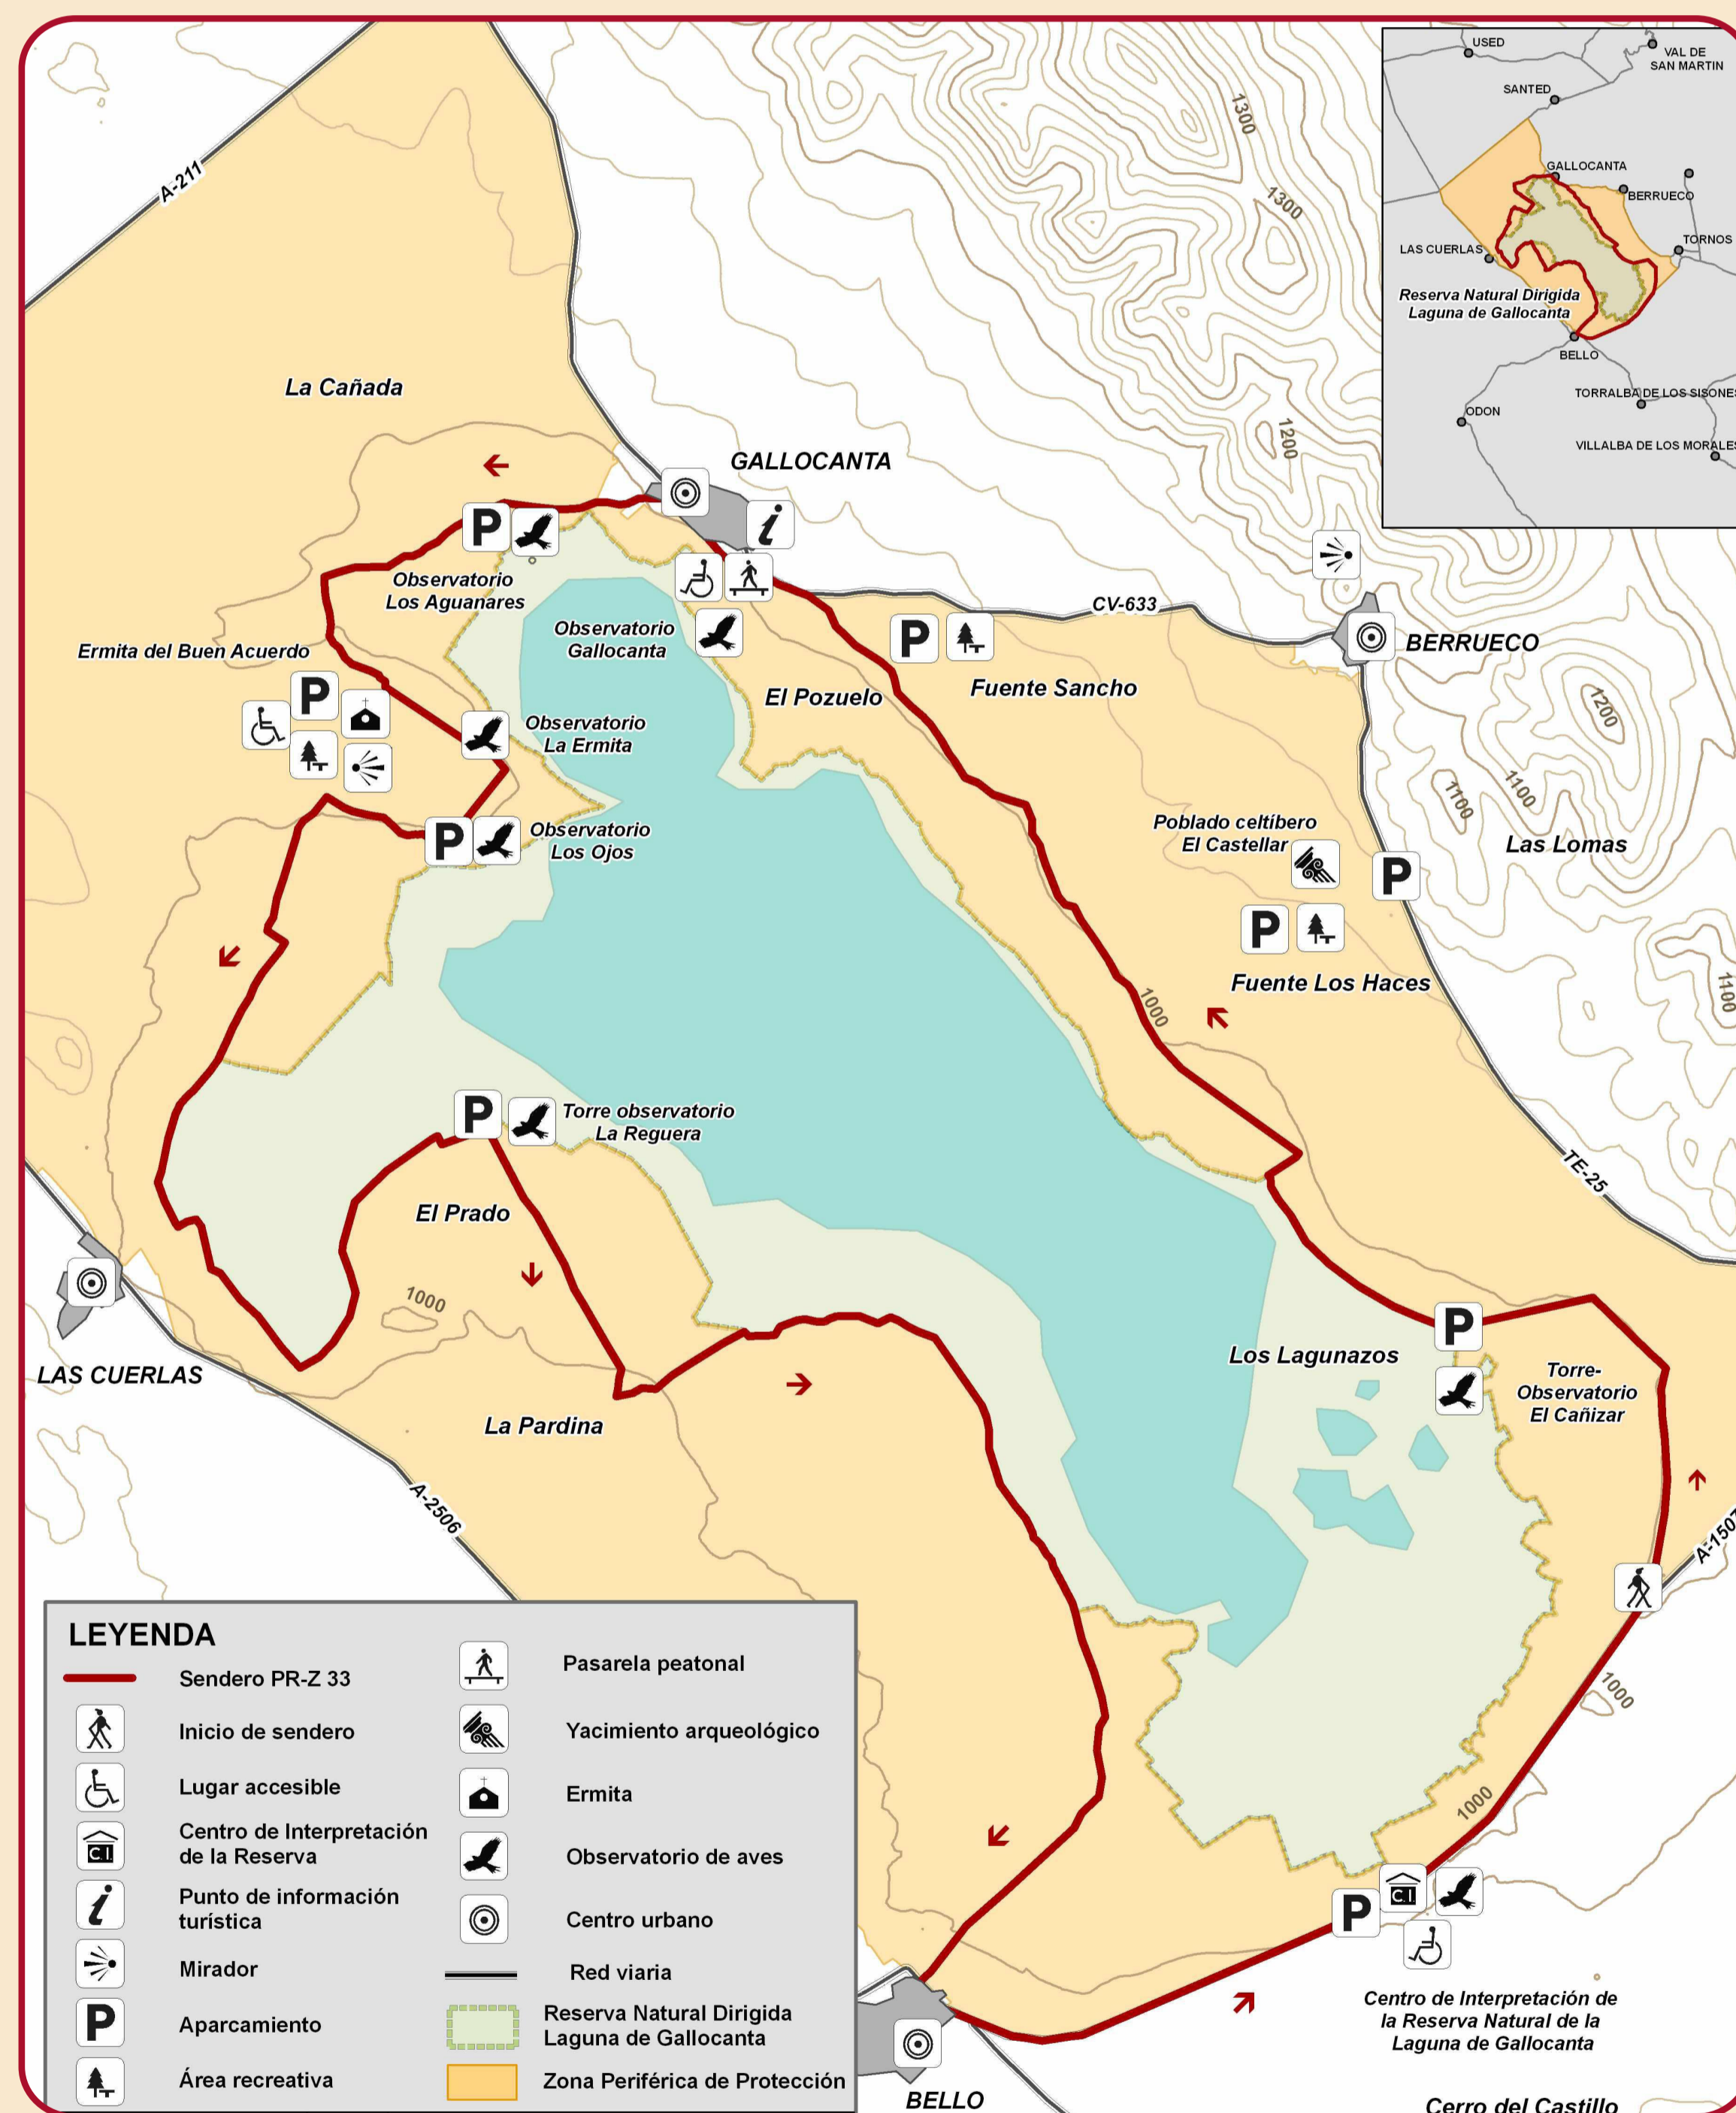 USED
VAL DE
SAN MARTIN
SANTED
GALLOCANTA
BERRUECO
TORNOS
LAS CUERLAS
Reserva Natural Dirigida
Laguna de Gallocanta
BELLO
TORRALBA DE LOS SISONES
ODON
VILLALBA DE LOS MORALES
1300
1300
1200
A-211
La Cañada
GALLOCANTA
i
P
Observatorio
Los Aguanares
CV-633
Observatorio
Gallocanta
P
BERRUECO
Ermita del Buen Acuerdo
P
El Pozuelo
Fuente Sancho
1200
Observatorio
La Ermita
1100
1100
P
Observatorio
Los Ojos
Poblado celtíbero
El Castellar
P
Las Lomas
P
Fuente Los Haces
1100
1000
P
Torre observatorio
La Reguera
TE-25
El Prado
1000
P
LAS CUERLAS
Los Lagunazos
Torre-
Observatorio
El Cañizar
La Pardina
A-2506
A-1507
1000
1000
P
CI
Centro de Interpretación de
la Reserva Natural de la
Laguna de Gallocanta
BELLO
Cerro del Castillo
LEYENDA
Sendero PR-Z 33
Inicio de sendero
Lugar accesible
CI
Centro de Interpretación
de la Reserva
i
Punto de información
turística
Mirador
P
Aparcamiento
Área recreativa
Pasarela peatonal
Yacimiento arqueológico
Ermita
Observatorio de aves
Centro urbano
Red viaria
Reserva Natural Dirigida
Laguna de Gallocanta
Zona Periférica de Protección